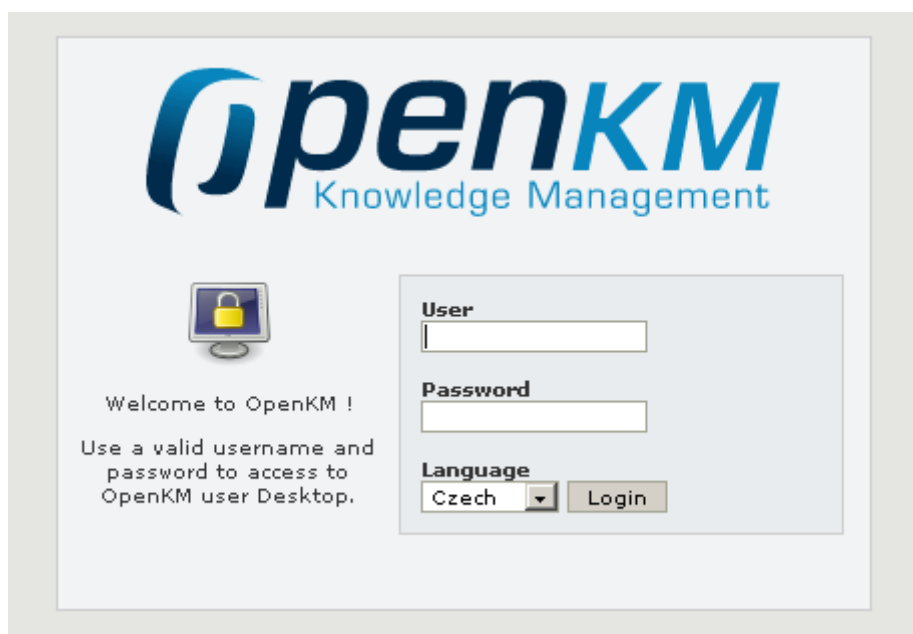 OpenKM
Knowledge Management
Welcome to OpenKM !
Use a valid username and
password to access to
OpenKM user Desktop.
User
Password
Language
Czech
Login